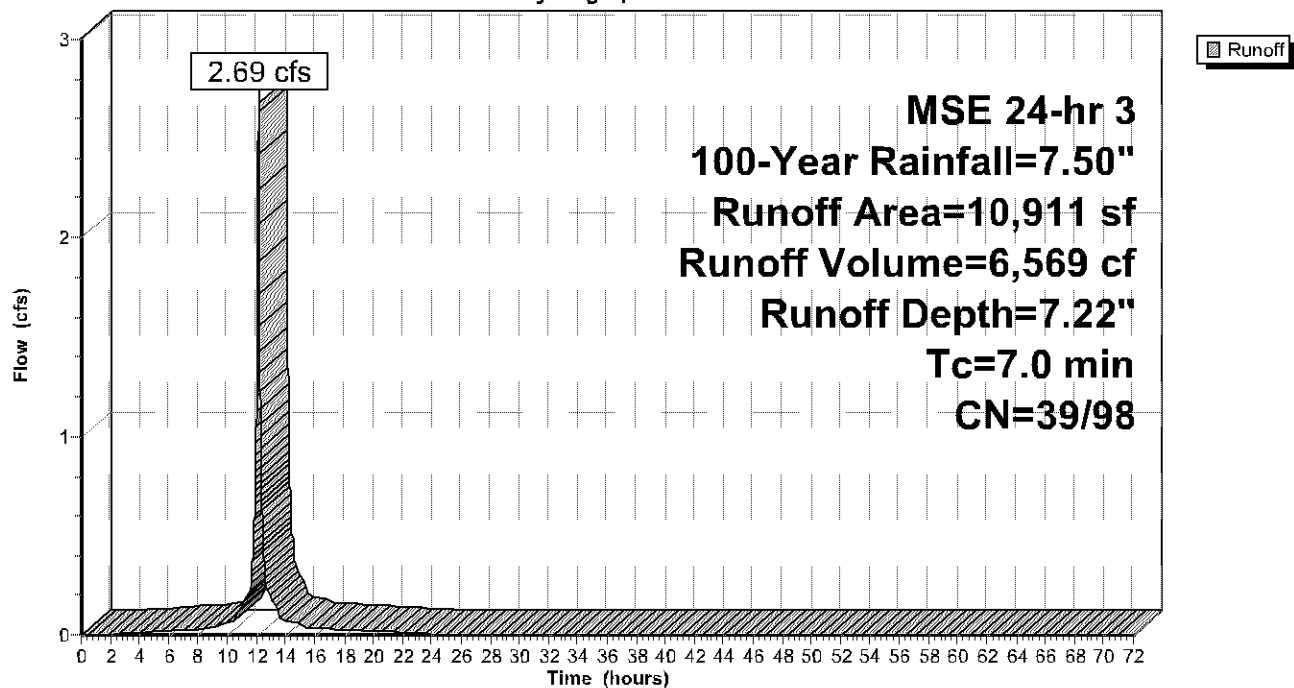 2.69 cfs
Runoff
MSE 24-hr 3
100-Year Rainfall=7.50"
Runoff Area=10,911 sf
Runoff Volume=6,569 cf
Runoff Depth=7.22"
Tc=7.0 min
CN=39/98
Flow (cfs)
3
2
1
0
0 2 4 6 8 10 12 14 16 18 20 22 24 26 28 30 32 34 36 38 40 42 44 46 48 50 52 54 56 58 60 62 64 66 68 70 72
Time (hours)